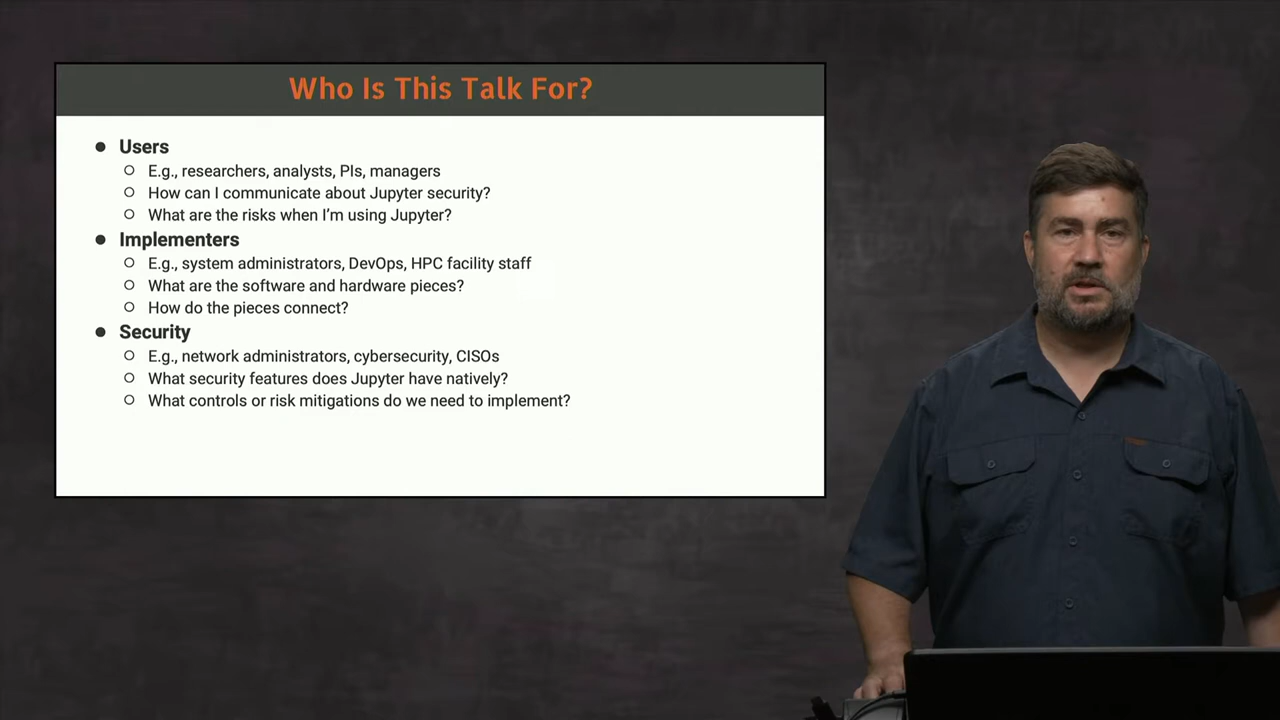 Who Is This Talk For?
● Users
○ E.g., researchers, analysts, PIs, managers
○ How can I communicate about Jupyter security?
○ What are the risks when I'm using Jupyter?
● Implementers
○ E.g., system administrators, DevOps, HPC facility staff
○ What are the software and hardware pieces?
○ How do the pieces connect?
● Security
○ E.g., network administrators, cybersecurity, CISOs
○ What security features does Jupyter have natively?
○ What controls or risk mitigations do we need to implement?